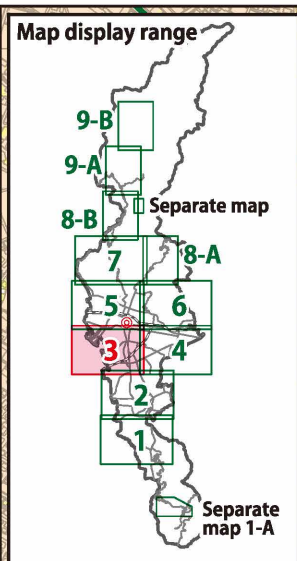 Map display range
9-B
9-A
8-B
Separate map
7
8-A
5
6
3
4
2
1
Separate
map 1-A